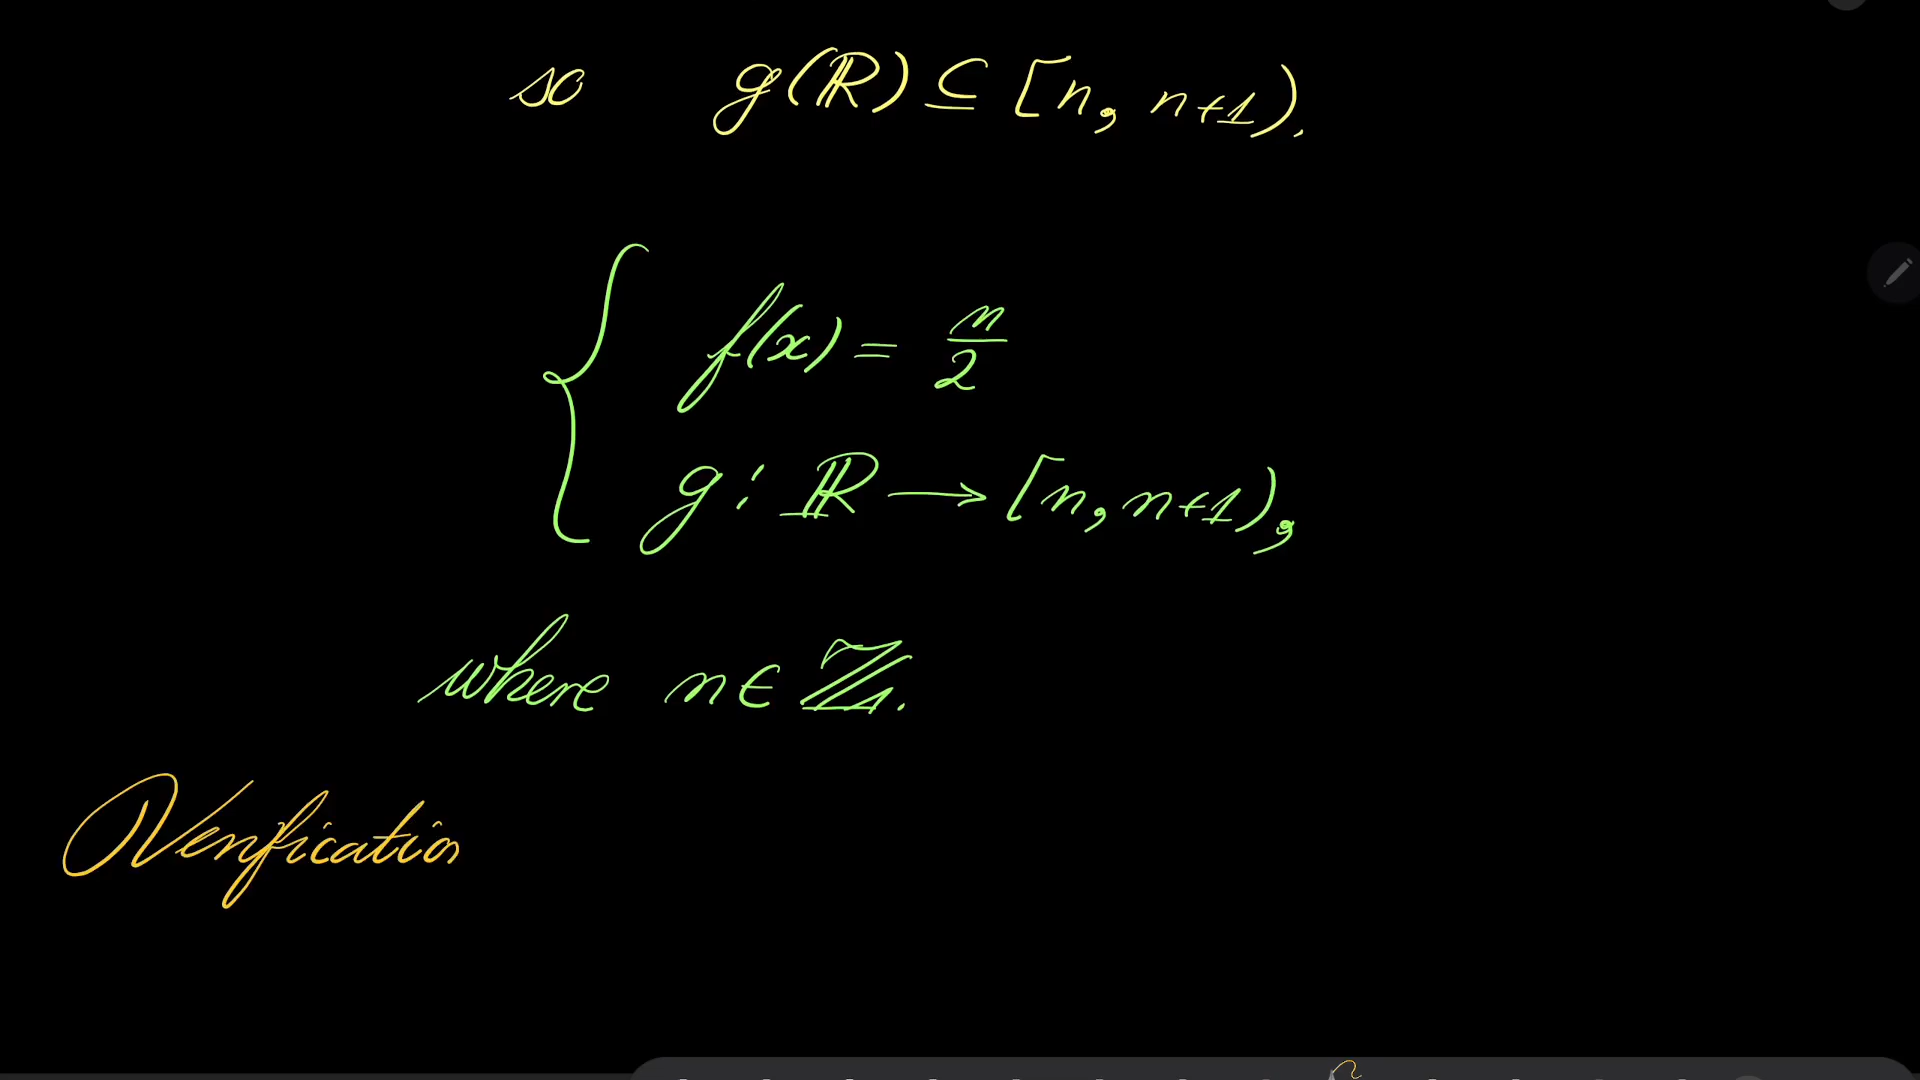 so g(ℝ) ⊆ [n, n+1).
f(x) = n/2
g : ℝ → [n, n+1),
where n ∈ ℤ.
Verification